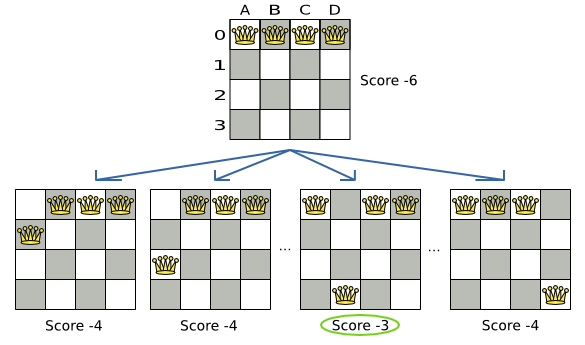 A B C D
0
1
2
3
Score -6
...
...
Score -4
Score -4
Score -3
Score -4